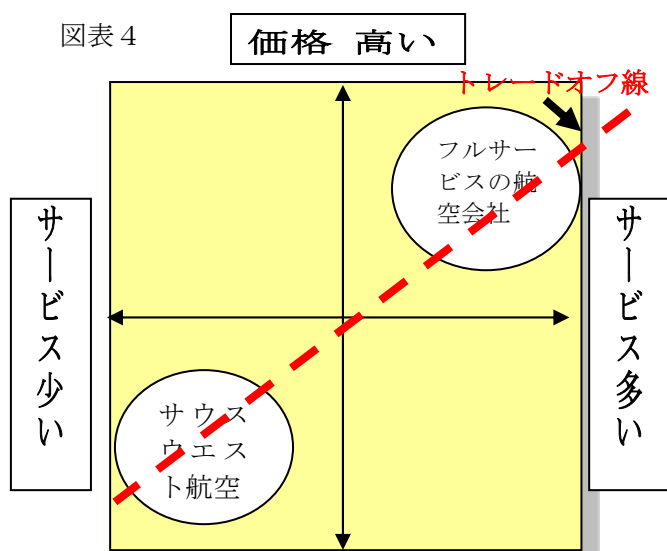 図表４
価格 高い
トレードオフ線
フルサー
ビスの航
空会社
サービス少い
サービス多い
サウス
ウエス
ト航空